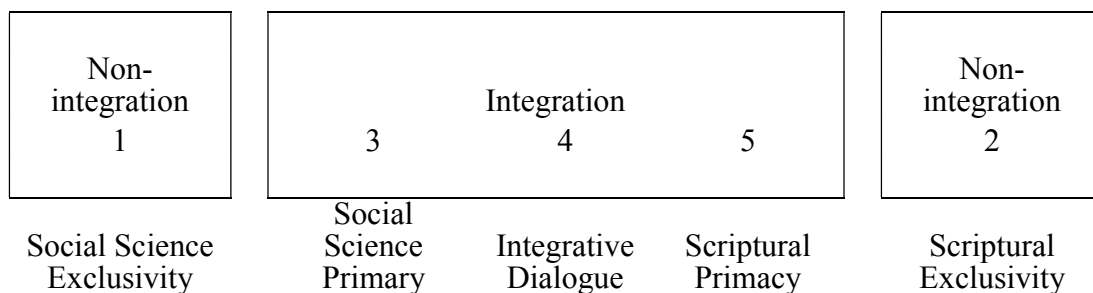 Non-
integration
1
Integration
3 4 5
Non-
integration
2
Social Science
Exclusivity
Social
Science
Primary
Integrative
Dialogue
Scriptural
Primacy
Scriptural
Exclusivity